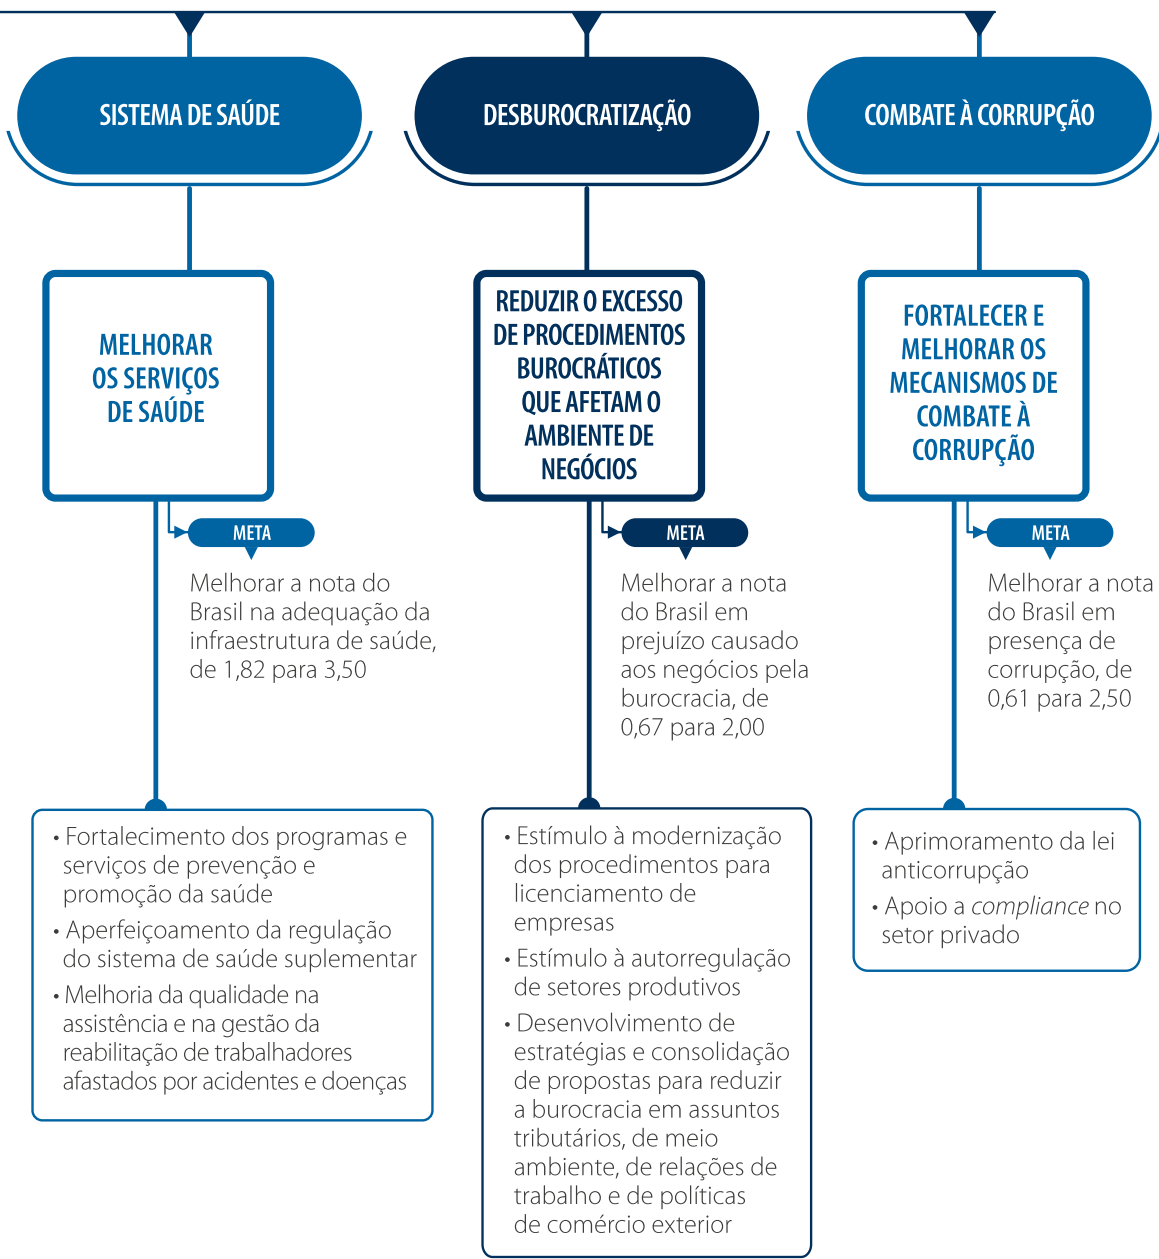 SISTEMA DE SAÚDE
MELHORAR
OS SERVIÇOS
DE SAÚDE
META
Melhorar a nota do
Brasil na adequação da
infraestrutura de saúde,
de 1,82 para 3,50
• Fortalecimento dos programas e
serviços de prevenção e
promoção da saúde
• Aperfeiçoamento da regulação
do sistema de saúde suplementar
• Melhoria da qualidade na
assistência e na gestão da
reabilitação de trabalhadores
afastados por acidentes e doenças
DESBUROCRATIZAÇÃO
REDUZIR O EXCESSO
DE PROCEDIMENTOS
BUROCRÁTICOS
QUE AFETAM O
AMBIENTE DE
NEGÓCIOS
META
Melhorar a nota
do Brasil em
prejuízo causado
aos negócios pela
burocracia, de
0,67 para 2,00
• Estímulo à modernização
dos procedimentos para
licenciamento de
empresas
• Estímulo à autorregulação
de setores produtivos
• Desenvolvimento de
estratégias e consolidação
de propostas para reduzir
a burocracia em assuntos
tributários, de meio
ambiente, de relações de
trabalho e de políticas
de comércio exterior
COMBATE À CORRUPÇÃO
FORTALECER E
MELHORAR OS
MECANISMOS DE
COMBATE À
CORRUPÇÃO
META
Melhorar a nota
do Brasil em
presença de
corrupção, de
0,61 para 2,50
• Aprimoramento da lei
anticorrupção
• Apoio a compliance no
setor privado